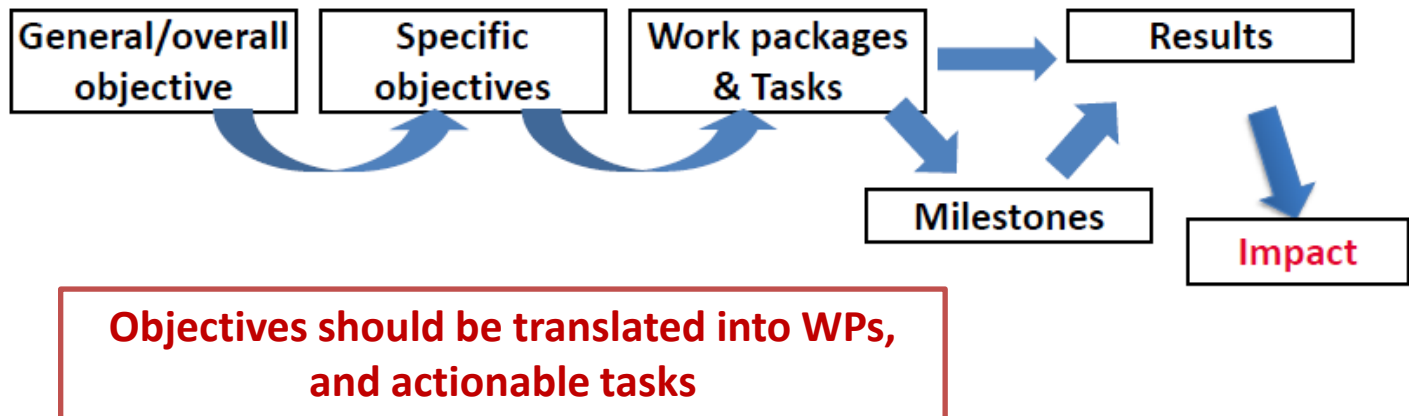 General/overall
objective
Specific
objectives
Work packages
& Tasks
Results
Milestones
Impact
Objectives should be translated into WPs,
and actionable tasks